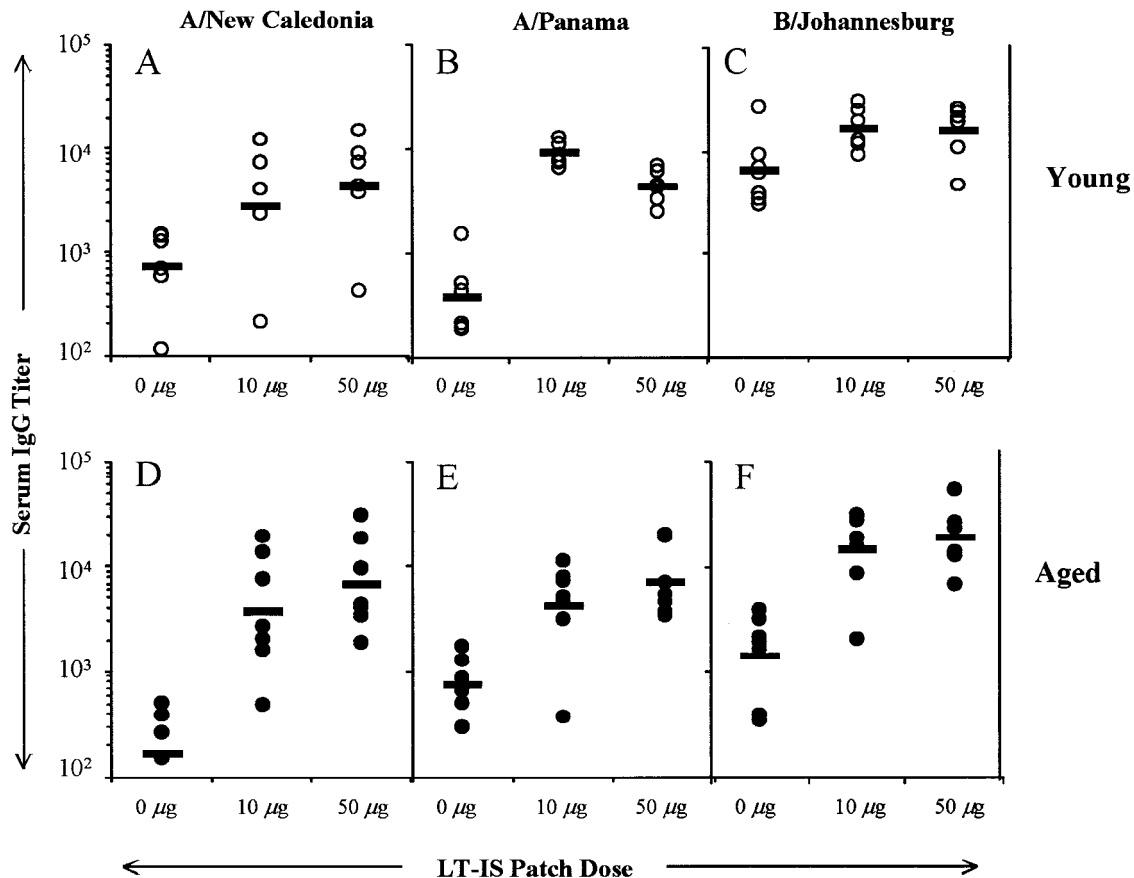 A/New Caledonia A/Panama B/Johannesburg
A B C
10⁵
10⁴
10³
10²
Young
0 μg 10 μg 50 μg 0 μg 10 μg 50 μg 0 μg 10 μg 50 μg
Serum IgG Titer
D E F
10⁵
10⁴
10³
10²
Aged
0 μg 10 μg 50 μg 0 μg 10 μg 50 μg 0 μg 10 μg 50 μg
LT-IS Patch Dose